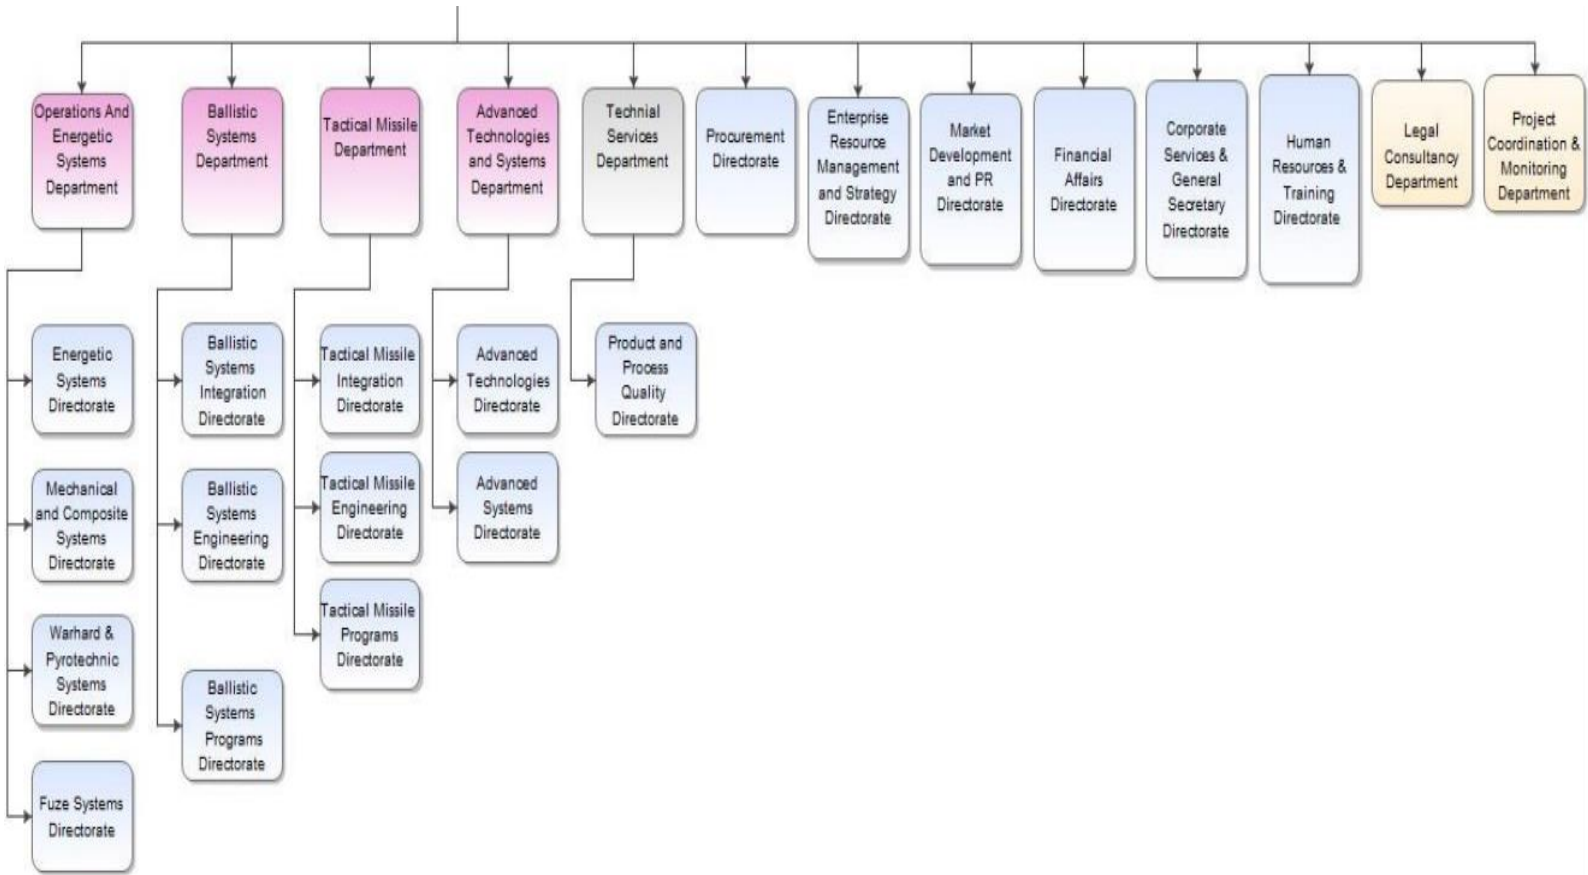 Operations And
Energetic
Systems
Department
Ballistic
Systems
Department
Tactical Missile
Department
Advanced
Technologies
and Systems
Department
Technial
Services
Department
Procurement
Directorate
Enterprise
Resource
Management
and Strategy
Directorate
Market
Development
and PR
Directorate
Financial
Affairs
Directorate
Corporate
Services &
General
Secretary
Directorate
Human
Resources &
Training
Directorate
Legal
Consultancy
Department
Project
Coordination &
Monitoring
Department
Energetic
Systems
Directorate
Mechanical
and Composite
Systems
Directorate
Warhard &
Pyrotechnic
Systems
Directorate
Fuze Systems
Directorate
Ballistic
Systems
Integration
Directorate
Ballistic
Systems
Engineering
Directorate
Ballistic
Systems
Programs
Directorate
Tactical Missile
Integration
Directorate
Tactical Missile
Engineering
Directorate
Tactical Missile
Programs
Directorate
Advanced
Technologies
Directorate
Advanced
Systems
Directorate
Product and
Process
Quality
Directorate